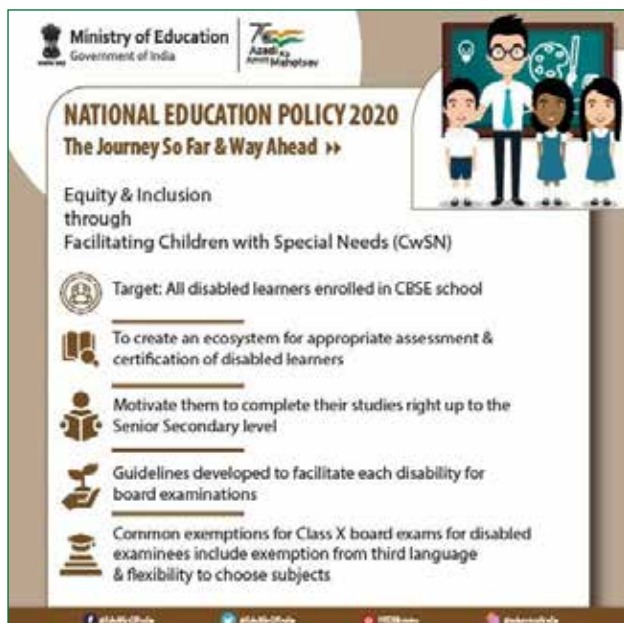 Ministry of Education
Government of India
Azadi Ka
Amrit Mahotsav
NATIONAL EDUCATION POLICY 2020
The Journey So Far & Way Ahead
Equity & Inclusion
through
Facilitating Children with Special Needs (CwSN)
Target: All disabled learners enrolled in CBSE school
To create an ecosystem for appropriate assessment &
certification of disabled learners
Motivate them to complete their studies right up to the
Senior Secondary level
Guidelines developed to facilitate each disability for
board examinations
Common exemptions for Class X board exams for disabled
examinees include exemption from third language
& flexibility to choose subjects